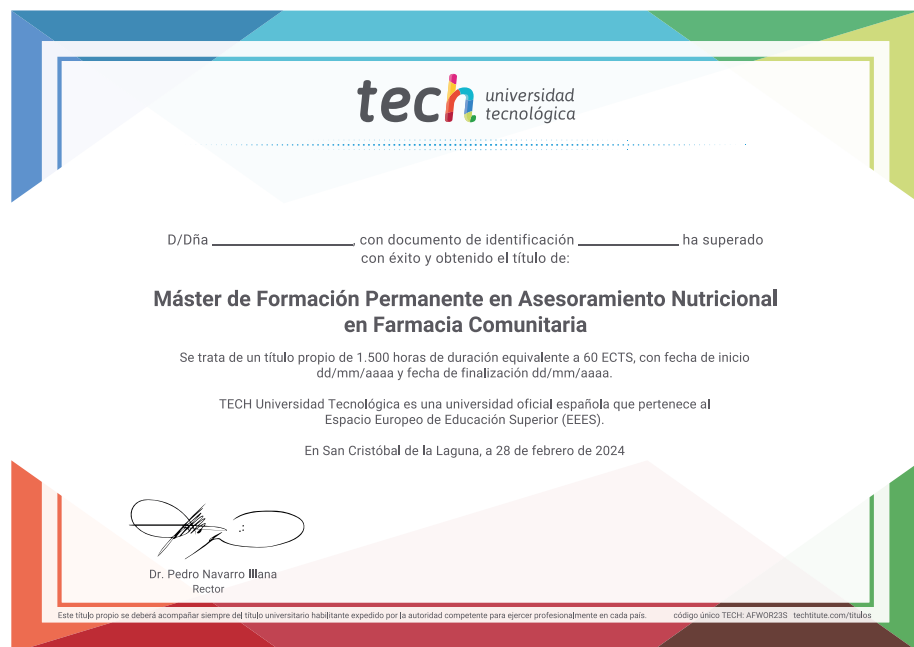 tech universidad
tecnológica
D/Dña ____________________, con documento de identificación ______________ ha superado
con éxito y obtenido el título de:
Máster de Formación Permanente en Asesoramiento Nutricional
en Farmacia Comunitaria
Se trata de un título propio de 1.500 horas de duración equivalente a 60 ECTS, con fecha de inicio
dd/mm/aaaa y fecha de finalización dd/mm/aaaa.
TECH Universidad Tecnológica es una universidad oficial española que pertenece al
Espacio Europeo de Educación Superior (EEES).
En San Cristóbal de la Laguna, a 28 de febrero de 2024
Dr. Pedro Navarro Illana
Rector
Este título propio se deberá acompañar siempre del título universitario habilitante expedido por la autoridad competente para ejercer profesionalmente en cada país. código único TECH: AFWOR23S techtitute.com/titulos